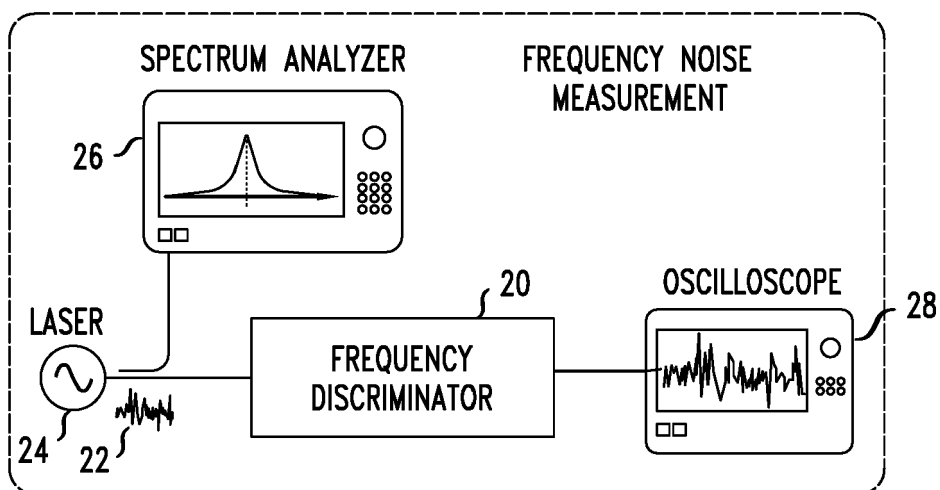 SPECTRUM ANALYZER
FREQUENCY NOISE
MEASUREMENT
26
20
OSCILLOSCOPE
28
LASER
FREQUENCY
DISCRIMINATOR
24
22